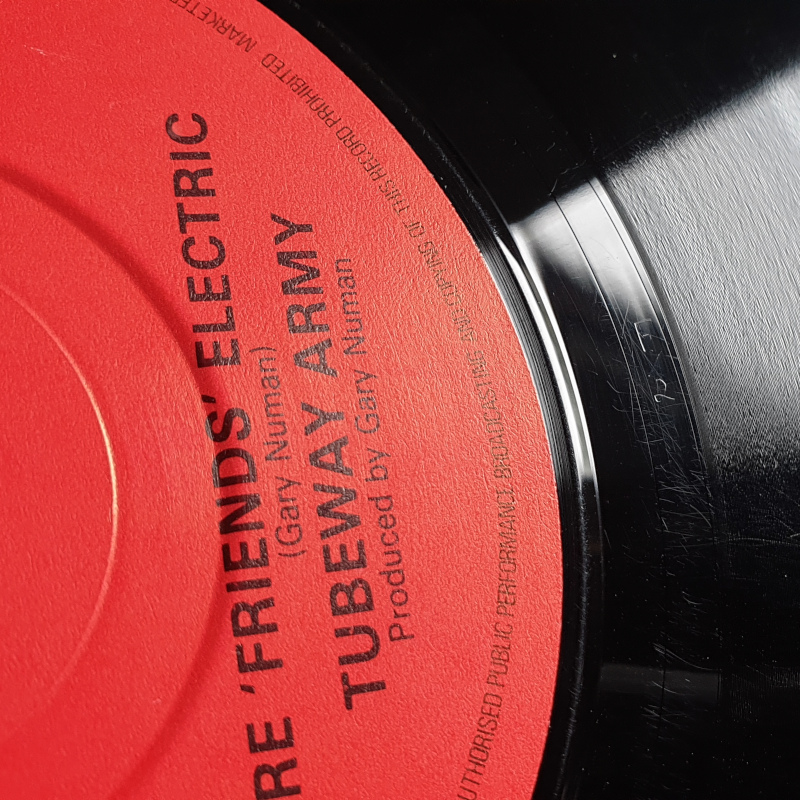 RE 'FRIENDS' ELECTRIC
(Gary Numan)
TUBEWAY ARMY
Produced by Gary Numan
UTHORISED PUBLIC PERFORMANCE BROADCASTING AND COPYING OF THIS RECORD PROHIBITED MARKETED